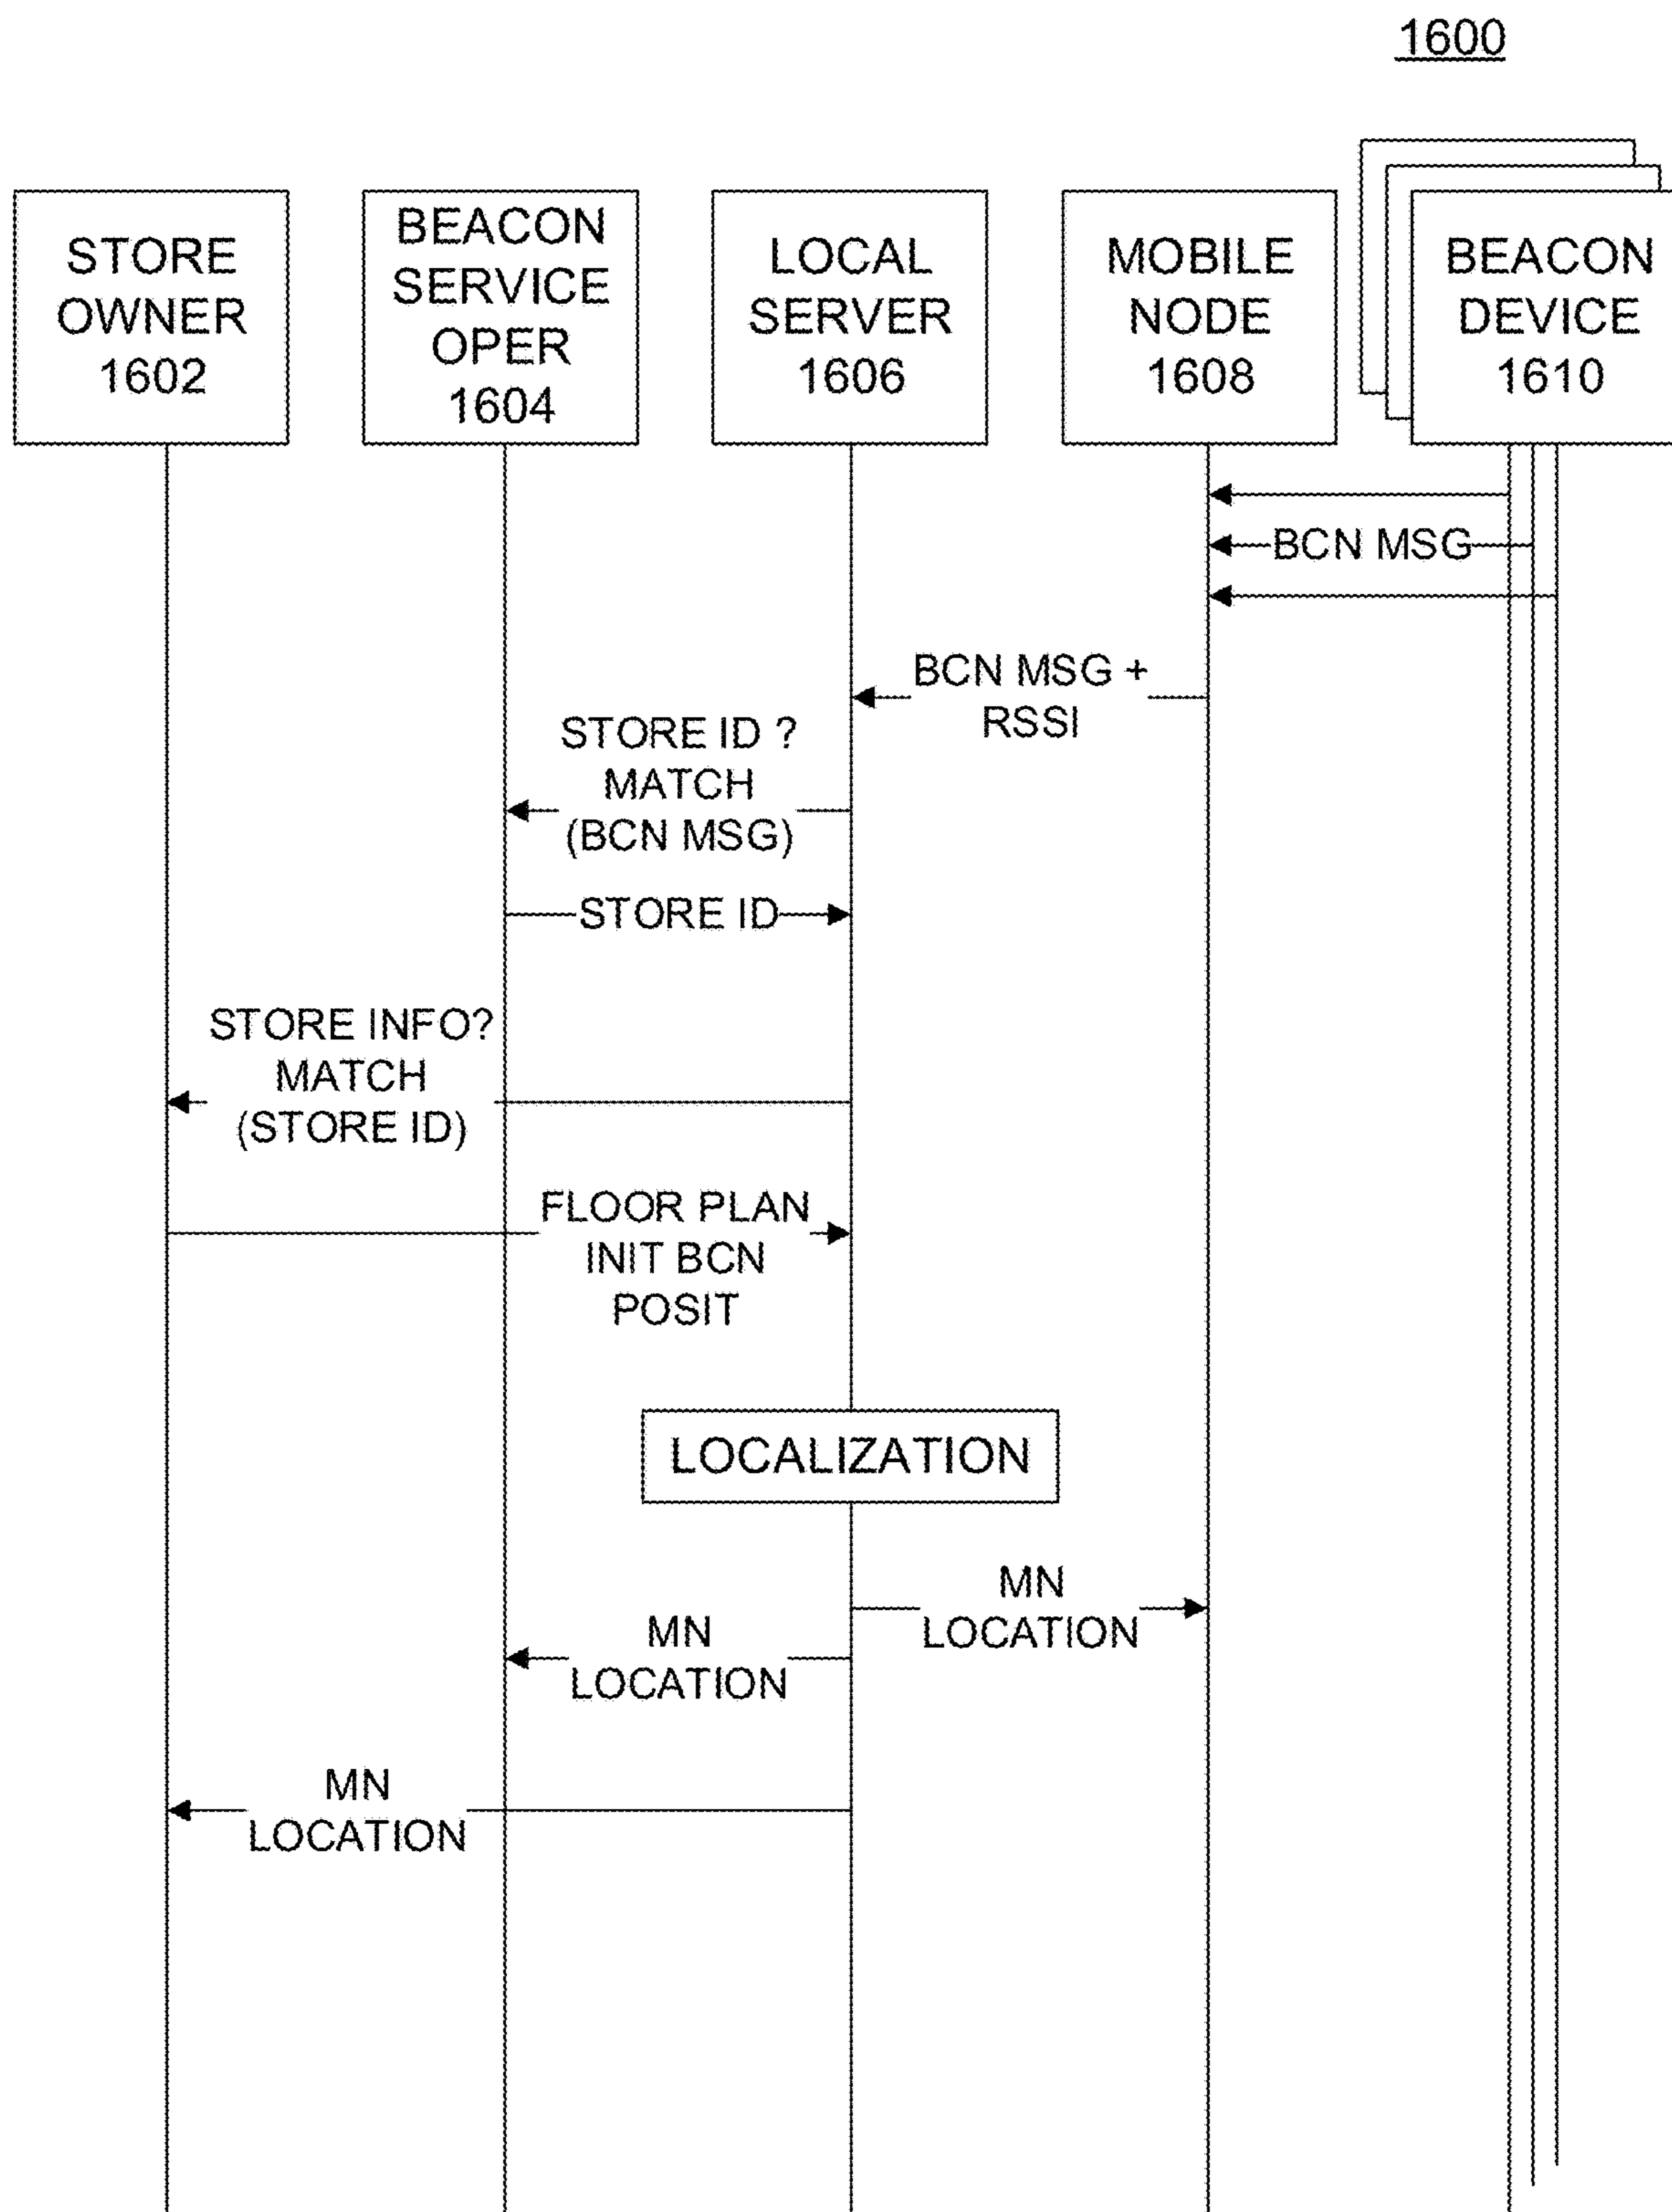 1600
STORE
OWNER
1602
BEACON
SERVICE
OPER
1604
LOCAL
SERVER
1606
MOBILE
NODE
1608
BEACON
DEVICE
1610
BCN MSG
BCN MSG +
RSSI
STORE ID ?
MATCH
(BCN MSG)
STORE ID
STORE INFO?
MATCH
(STORE ID)
FLOOR PLAN
INIT BCN
POSIT
LOCALIZATION
MN
LOCATION
MN
LOCATION
MN
LOCATION